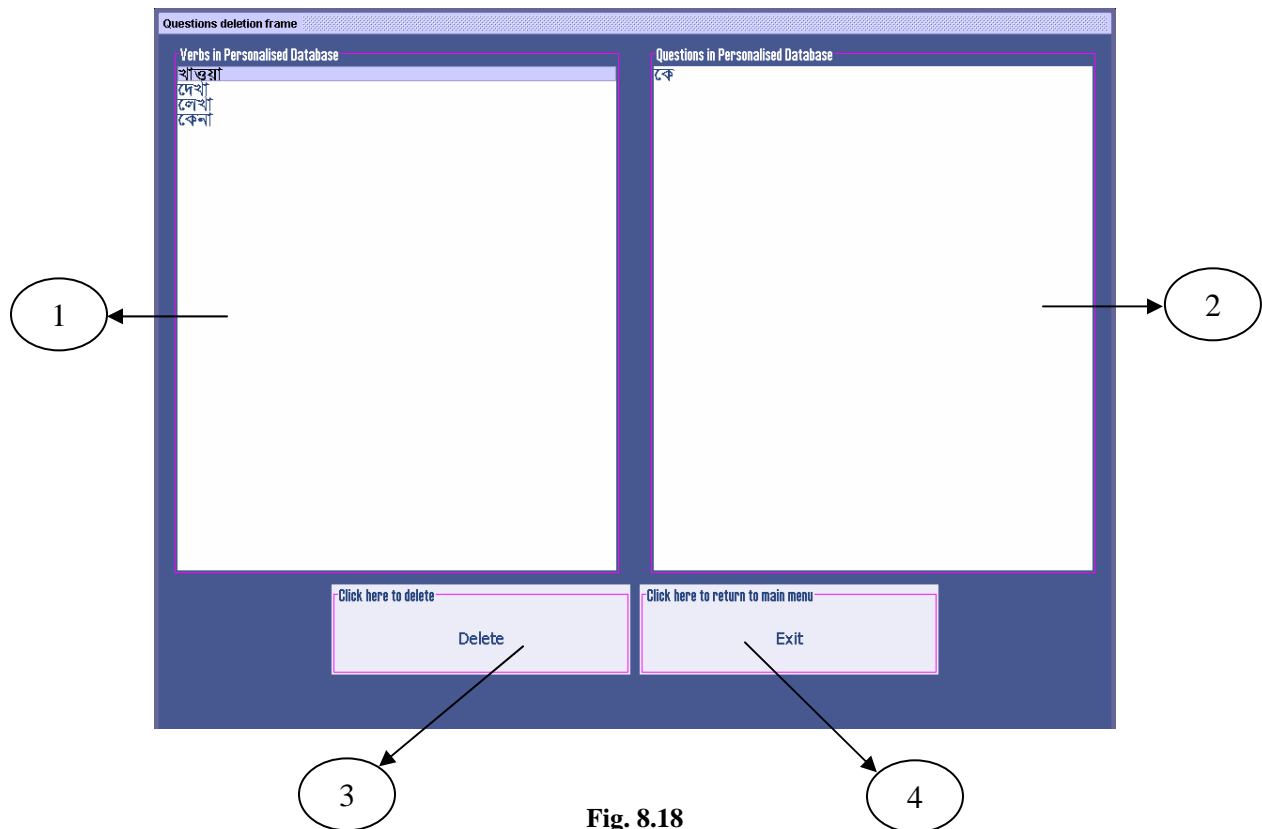 Questions deletion frame
Verbs in Personalised Database
Questions in Personalised Database
খাওয়া
দেখা
লেখা
কেনা
কে
1
2
Click here to delete
Click here to return to main menu
Delete
Exit
3
4
Fig. 8.18